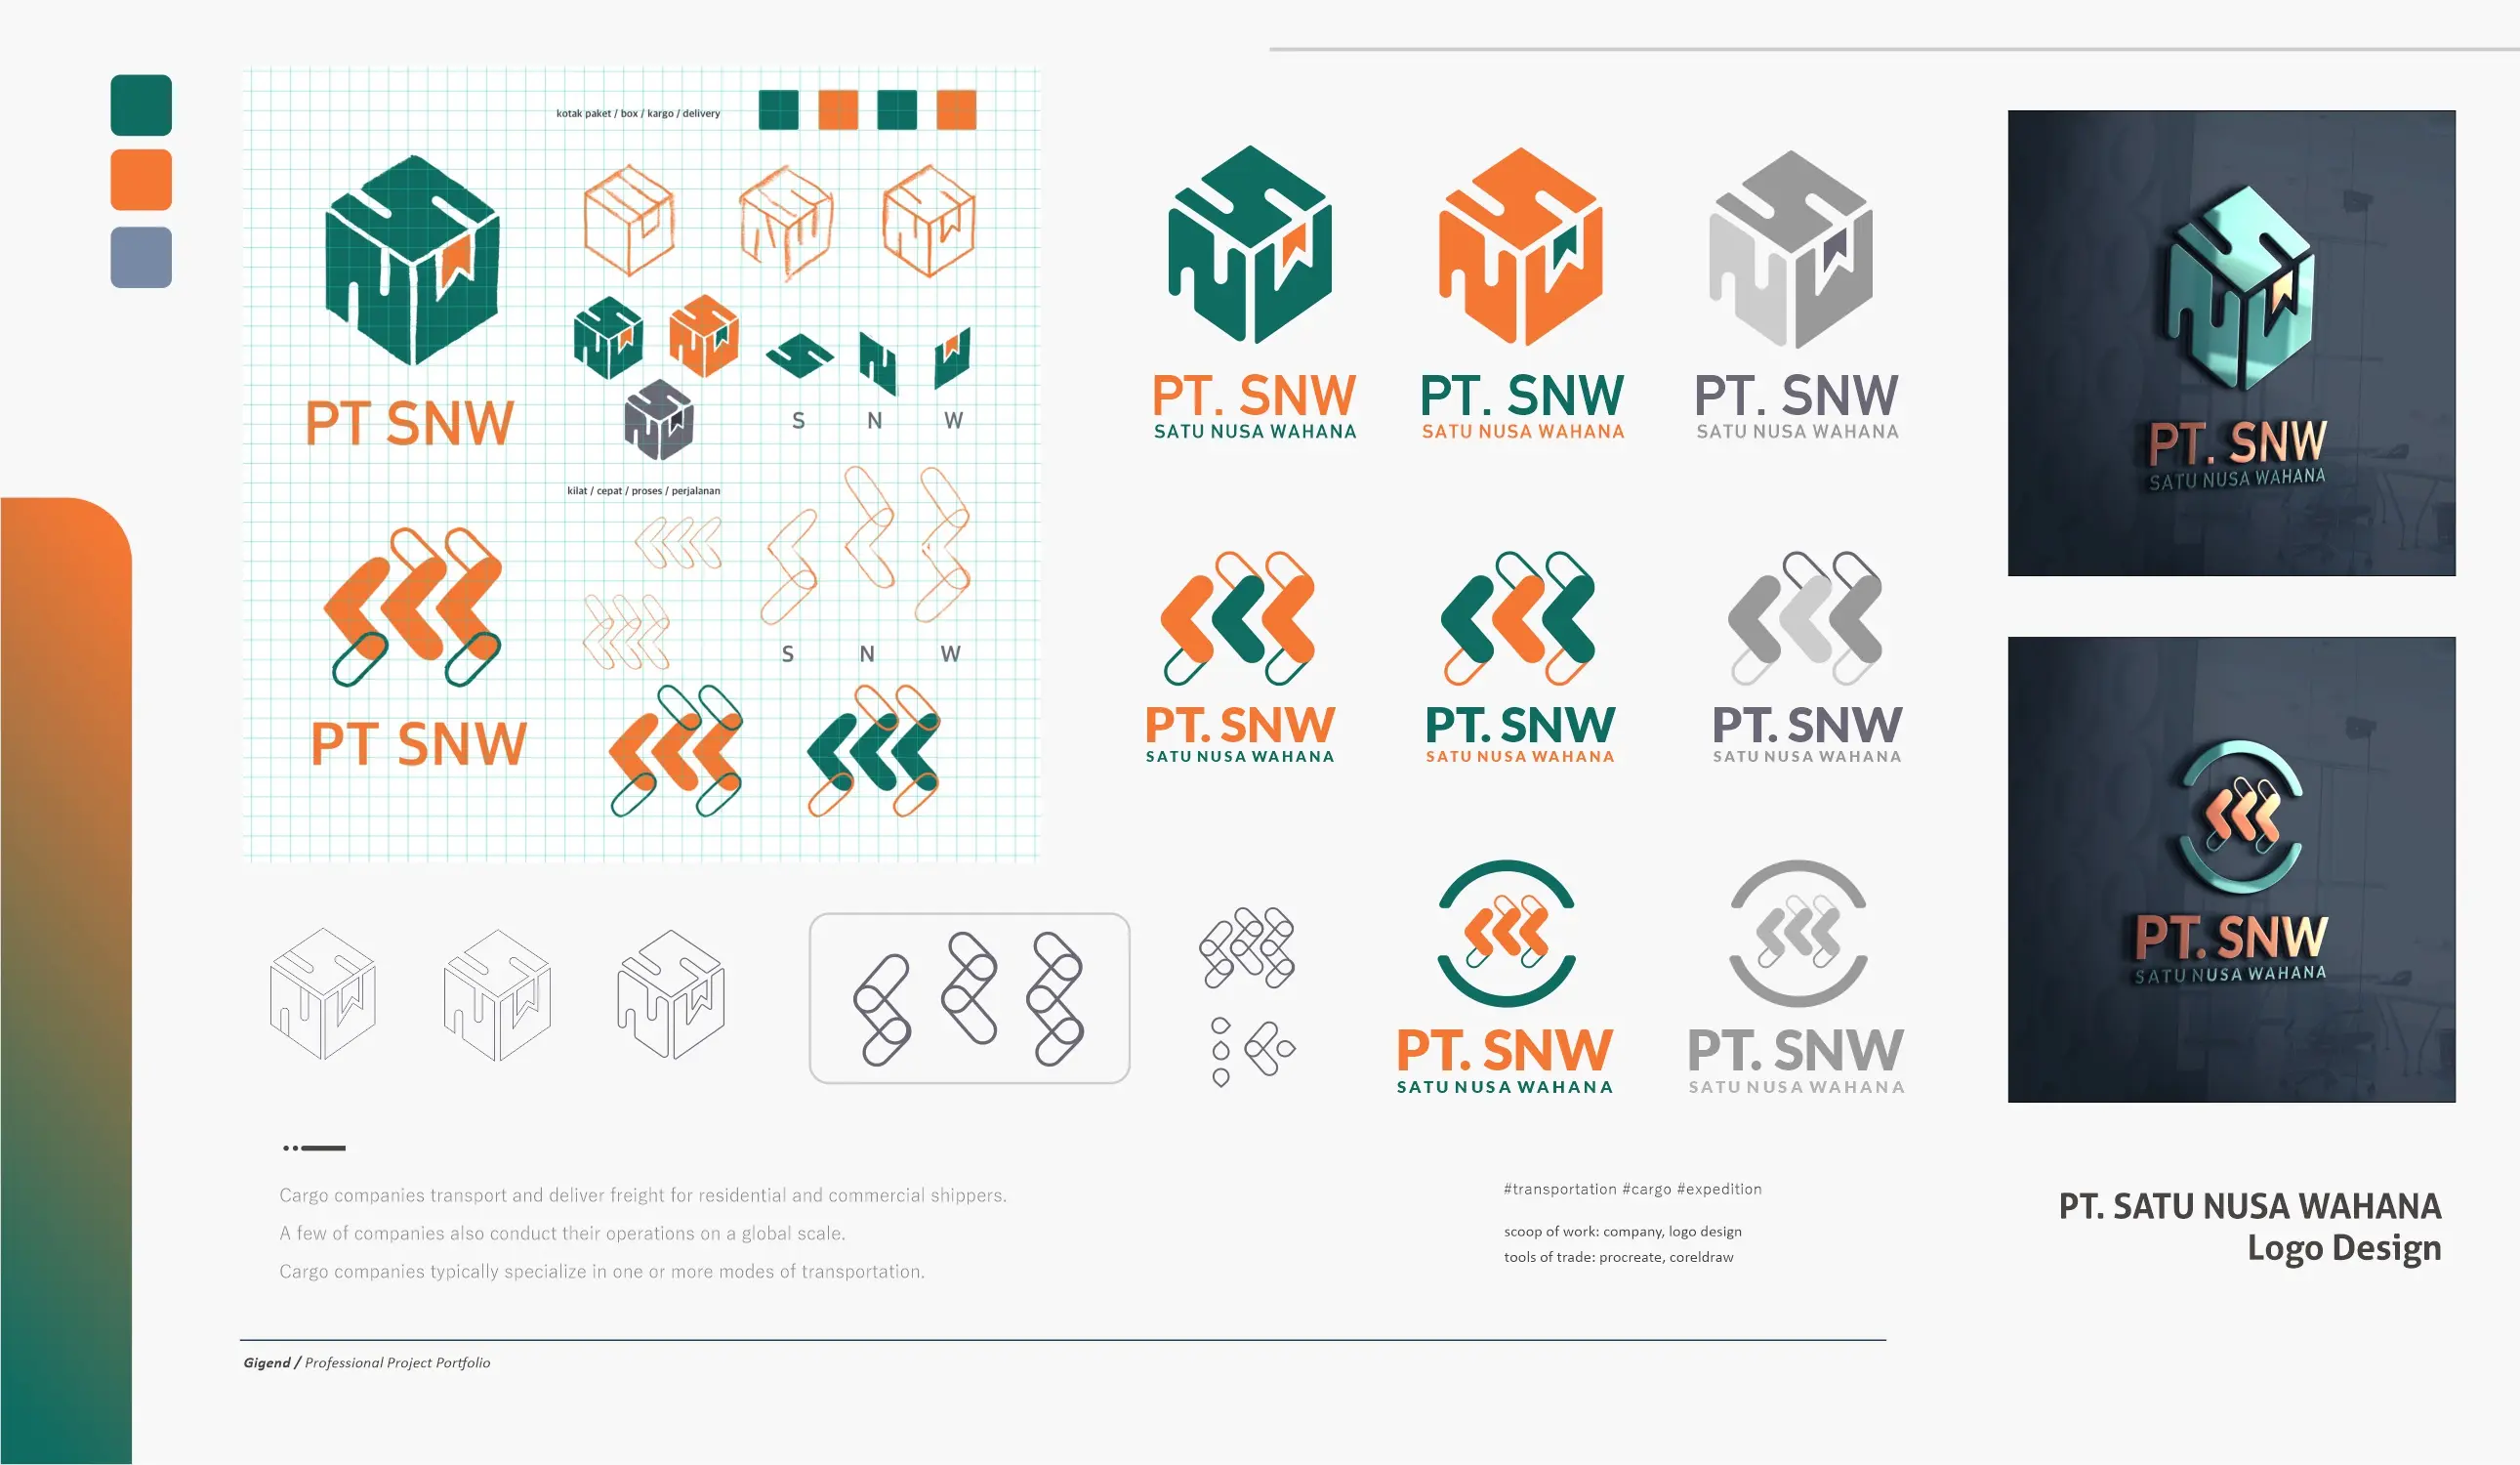 kotak paket / box / kargo / delivery
PT SNW
S N W
kilat / cepat / proses / perjalanan
S N W
PT SNW
PT. SNW
SATU NUSA WAHANA
PT. SNW
SATU NUSA WAHANA
PT. SNW
SATU NUSA WAHANA
PT. SNW
SATU NUSA WAHANA
PT. SNW
SATU NUSA WAHANA
PT. SNW
SATU NUSA WAHANA
PT. SNW
SATU NUSA WAHANA
PT. SNW
SATU NUSA WAHANA
PT. SNW
SATU NUSA WAHANA
PT. SNW
SATU NUSA WAHANA
Cargo companies transport and deliver freight for residential and commercial shippers.
A few of companies also conduct their operations on a global scale.
Cargo companies typically specialize in one or more modes of transportation.
#transportation #cargo #expedition
scoop of work: company, logo design
tools of trade: procreate, coreldraw
PT. SATU NUSA WAHANA
Logo Design
Gigend / Professional Project Portfolio